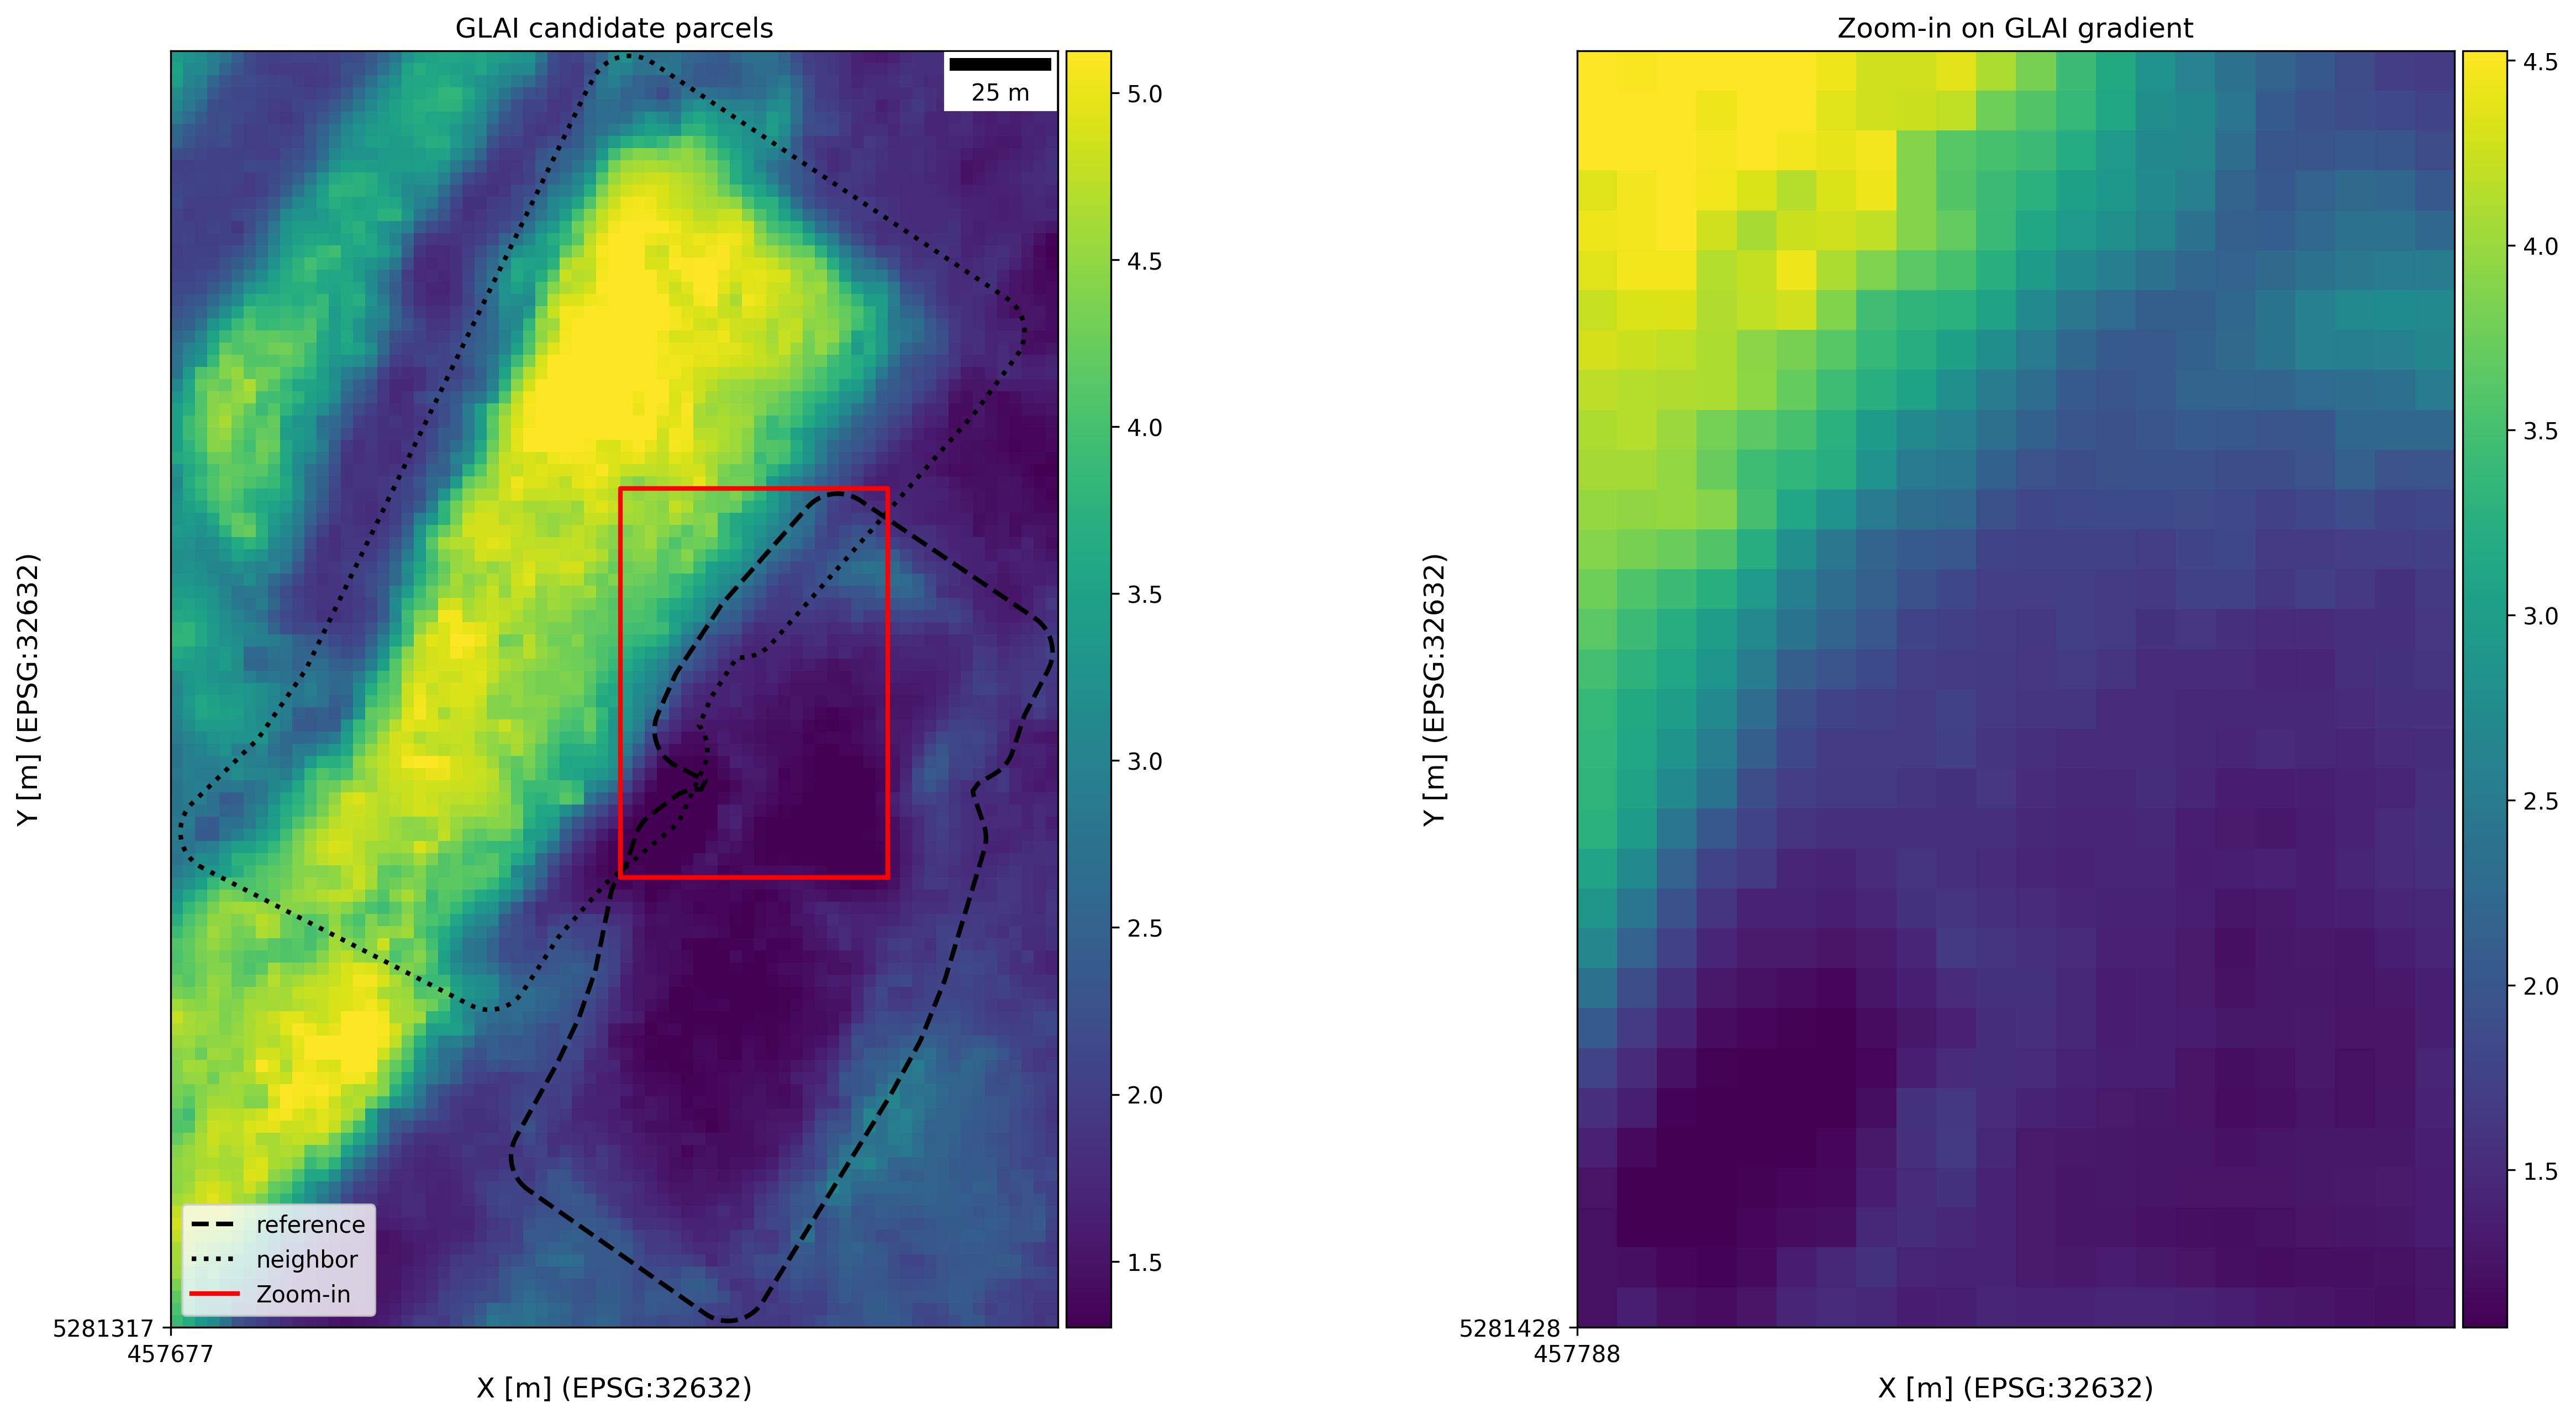 GLAI candidate parcels
25 m
5.0
4.5
4.0
3.5
3.0
2.5
2.0
1.5
Y [m] (EPSG:32632)
reference
neighbor
Zoom-in
5281317
457677
X [m] (EPSG:32632)
Zoom-in on GLAI gradient
4.5
4.0
3.5
3.0
2.5
2.0
1.5
Y [m] (EPSG:32632)
5281428
457788
X [m] (EPSG:32632)